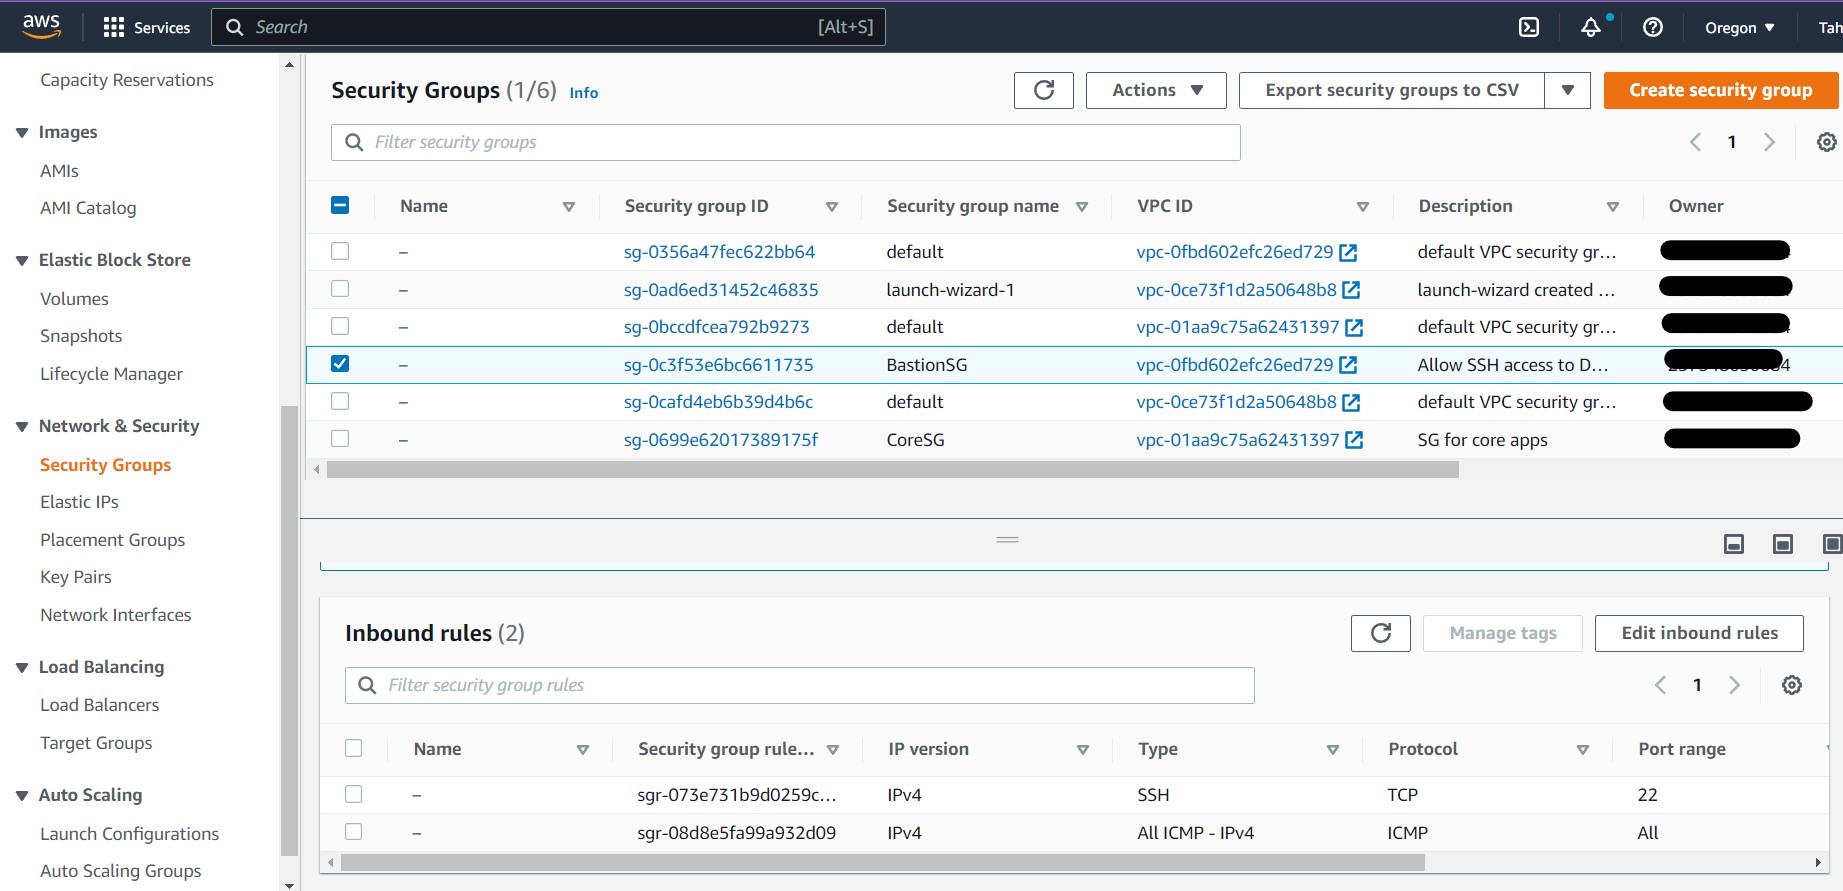 aws Services Search [Alt+S] Oregon Tah
Capacity Reservations
Images
AMIs
AMI Catalog
Elastic Block Store
Volumes
Snapshots
Lifecycle Manager
Network & Security
Security Groups
Elastic IPs
Placement Groups
Key Pairs
Network Interfaces
Load Balancing
Load Balancers
Target Groups
Auto Scaling
Launch Configurations
Auto Scaling Groups
Security Groups (1/6) Info Actions Export security groups to CSV Create security group
Filter security groups 1
Name Security group ID Security group name VPC ID Description Owner
– sg-0356a47fec622bb64 default vpc-0fbd602efc26ed729 default VPC security gr...
– sg-0ad6ed31452c46835 launch-wizard-1 vpc-0ce73f1d2a50648b8 launch-wizard created ...
– sg-0bccdfcea792b9273 default vpc-01aa9c75a62431397 default VPC security gr...
– sg-0c3f53e6bc6611735 BastionSG vpc-0fbd602efc26ed729 Allow SSH access to D...
– sg-0cafd4eb6b39d4b6c default vpc-0ce73f1d2a50648b8 default VPC security gr...
– sg-0699e62017389175f CoreSG vpc-01aa9c75a62431397 SG for core apps
Inbound rules (2) Manage tags Edit inbound rules
Filter security group rules 1
Name Security group rule... IP version Type Protocol Port range
– sgr-073e731b9d0259c... IPv4 SSH TCP 22
– sgr-08d8e5fa99a932d09 IPv4 All ICMP - IPv4 ICMP All